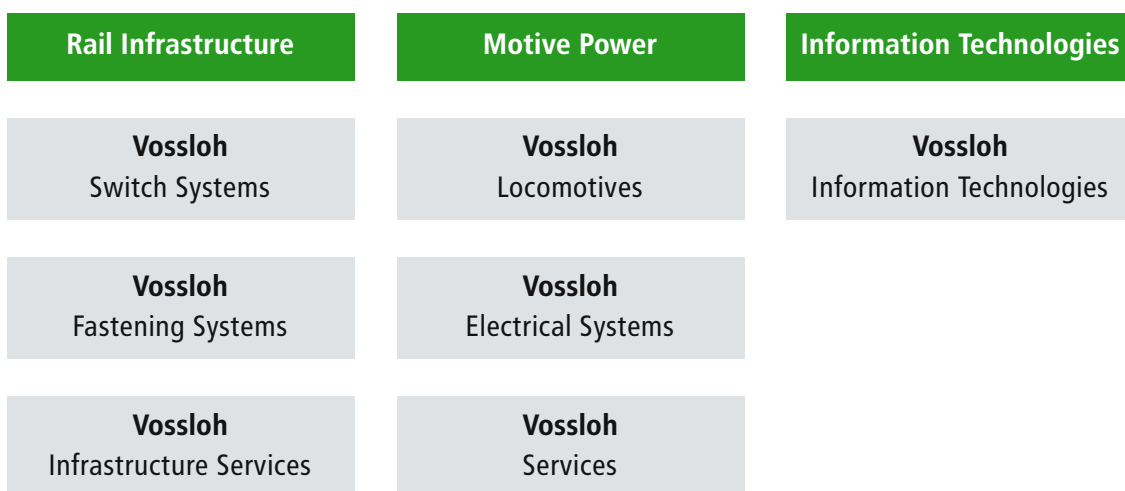 Rail Infrastructure
Vossloh
Switch Systems
Vossloh
Fastening Systems
Vossloh
Infrastructure Services
Motive Power
Vossloh
Locomotives
Vossloh
Electrical Systems
Vossloh
Services
Information Technologies
Vossloh
Information Technologies